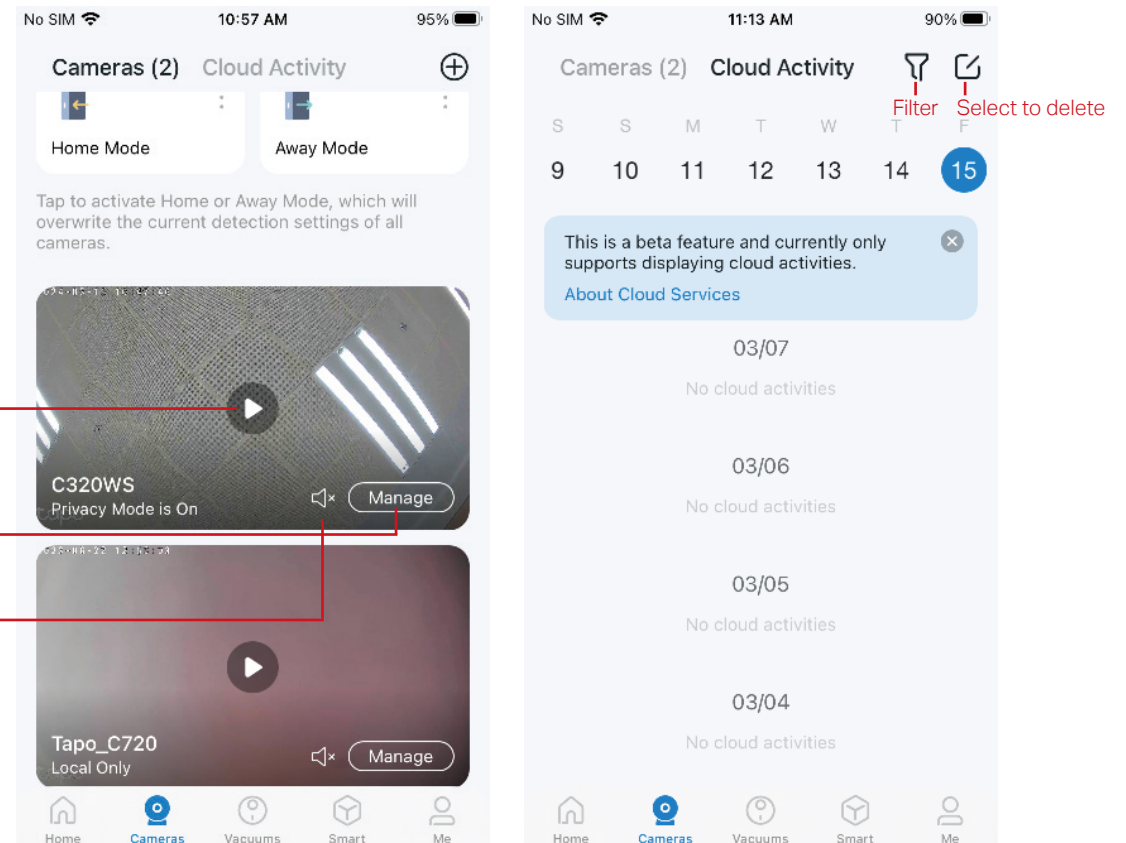 No SIM 10:57 AM 95%
Cameras (2) Cloud Activity
Home Mode Away Mode
Tap to activate Home or Away Mode, which will
overwrite the current detection settings of all
cameras.
C320WS
Privacy Mode is On
Manage
Tapo_C720
Local Only
Manage
Home Cameras Vacuums Smart Me
No SIM 11:13 AM 90%
Cameras (2) Cloud Activity
Filter Select to delete
S S M T W T F
9 10 11 12 13 14 15
This is a beta feature and currently only
supports displaying cloud activities.
About Cloud Services
03/07
No cloud activities
03/06
No cloud activities
03/05
No cloud activities
03/04
No cloud activities
Home Cameras Vacuums Smart Me